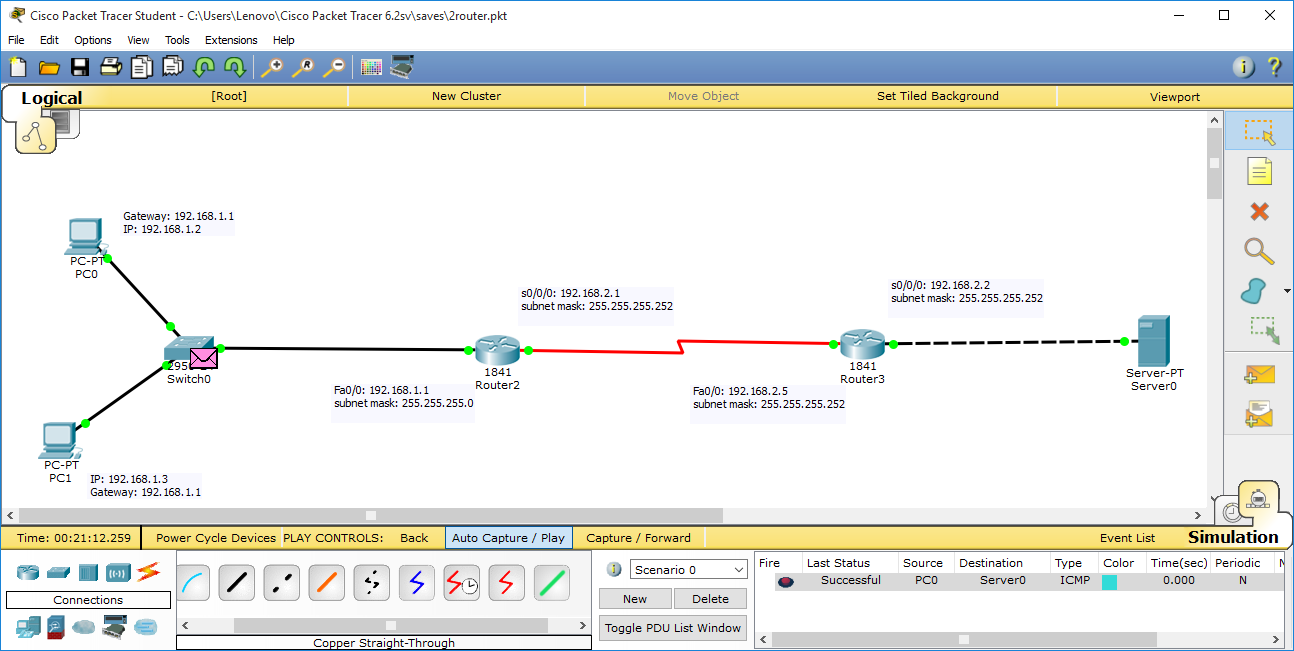 Cisco Packet Tracer Student - C:\Users\Lenovo\Cisco Packet Tracer 6.2sv\saves\2router.pkt
File Edit Options View Tools Extensions Help
Logical [Root] New Cluster Move Object Set Tiled Background Viewport
Gateway: 192.168.1.1
IP: 192.168.1.2
PC-PT
PC0
s0/0/0: 192.168.2.1
subnet mask: 255.255.255.252
s0/0/0: 192.168.2.2
subnet mask: 255.255.255.252
Switch0
1841
Router2
1841
Router3
Server-PT
Server0
Fa0/0: 192.168.1.1
subnet mask: 255.255.255.0
Fa0/0: 192.168.2.5
subnet mask: 255.255.255.252
PC-PT
PC1
IP: 192.168.1.3
Gateway: 192.168.1.1
Time: 00:21:12.259 Power Cycle Devices PLAY CONTROLS: Back Auto Capture / Play Capture / Forward Event List Simulation
Connections
Copper Straight-Through
Scenario 0
New Delete
Toggle PDU List Window
Fire Last Status Source Destination Type Color Time(sec) Periodic
Successful PC0 Server0 ICMP 0.000 N